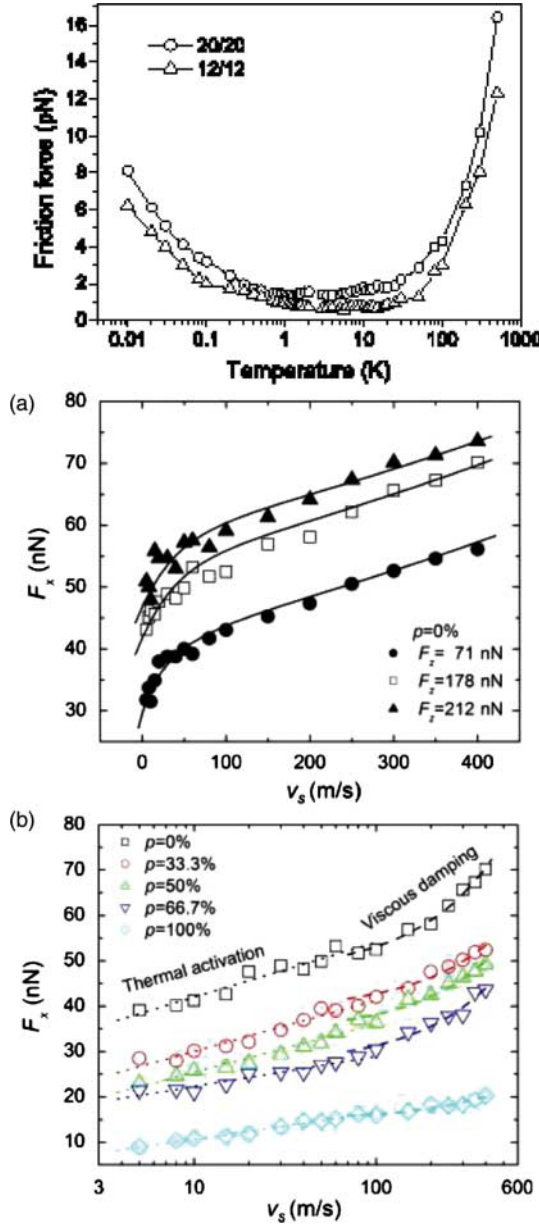 16
14
12
10
8
6
4
2
0
Friction force (pN)
20/20
12/12
0.01 0.1 1 10 100 1000
Temperature (K)
(a)
80
70
60
50
40
30
F_x (nN)
p=0%
F_z= 71 nN
F_z=178 nN
F_z=212 nN
0 100 200 300 400
v_s (m/s)
(b)
80
70
60
50
40
30
20
10
F_x (nN)
p=0%
p=33.3%
p=50%
p=66.7%
p=100%
Thermal activation
Viscous damping
3 10 100 600
v_s (m/s)